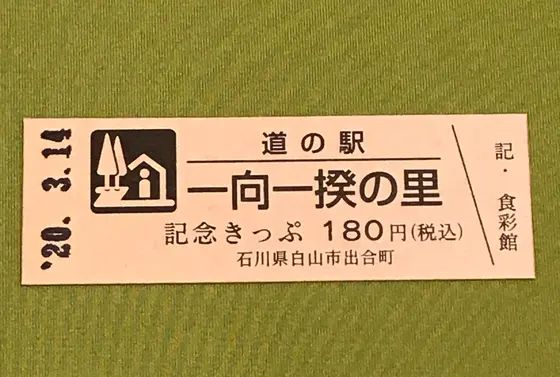 '20. 3.14
道の駅
一向一揆の里
記念きっぷ 180円(税込)
石川県白山市出合町
記・食彩館